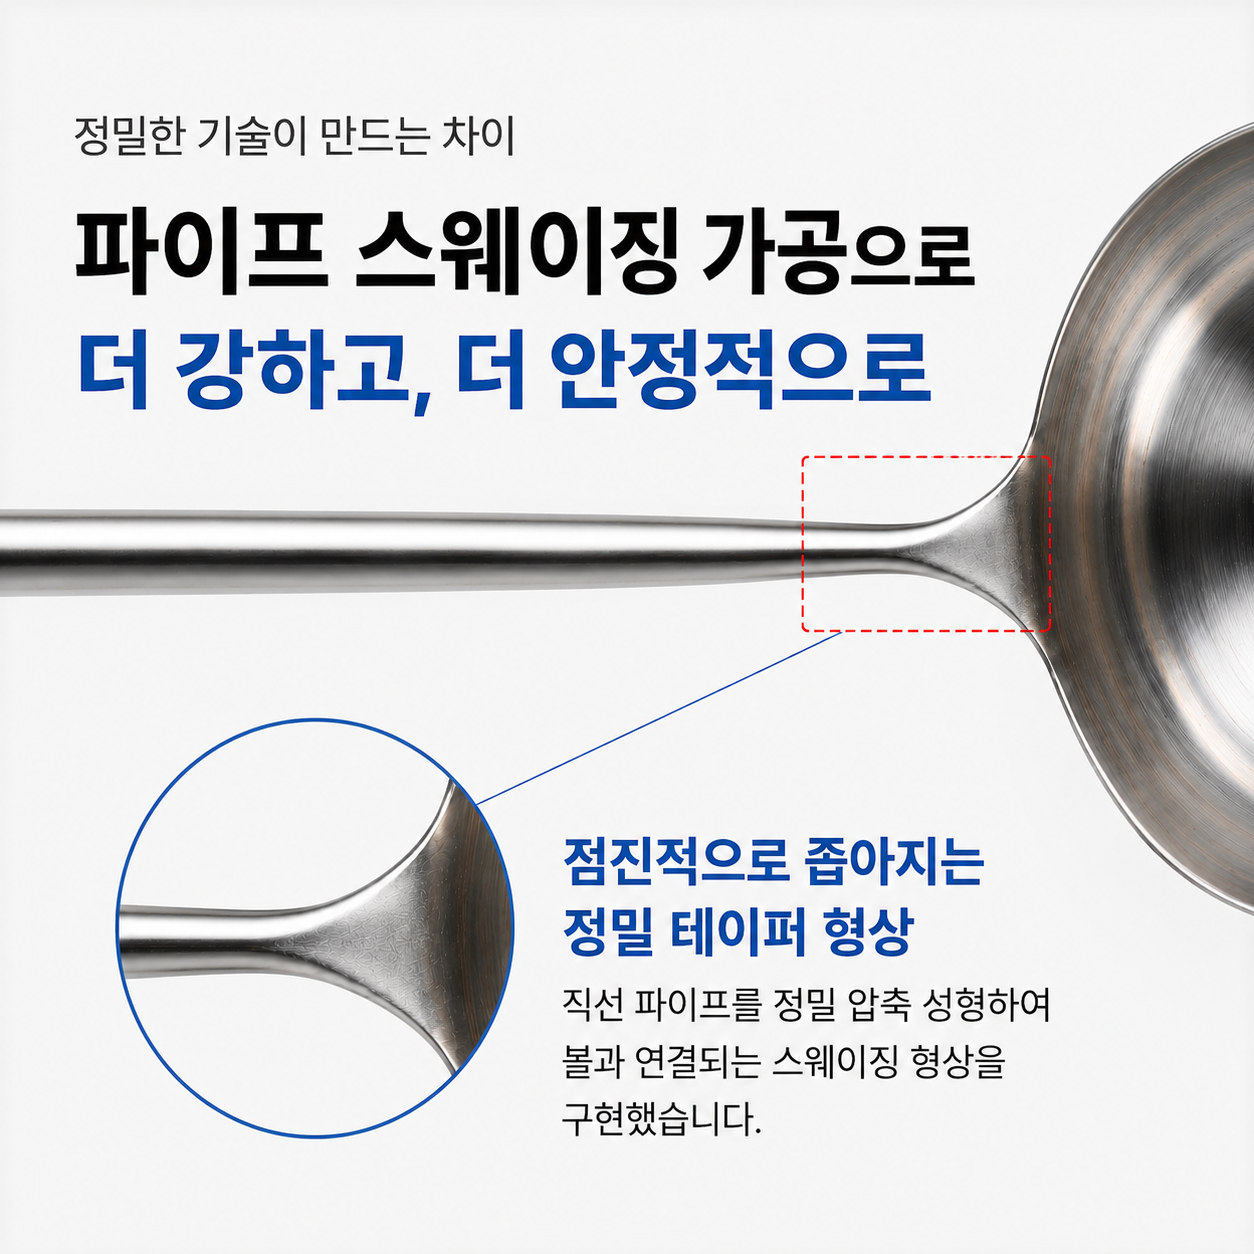 정밀한 기술이 만드는 차이
파이프 스웨이징 가공으로
더 강하고, 더 안정적으로
점진적으로 좁아지는
정밀 테이퍼 형상
직선 파이프를 정밀 압축 성형하여
볼과 연결되는 스웨이징 형상을
구현했습니다.